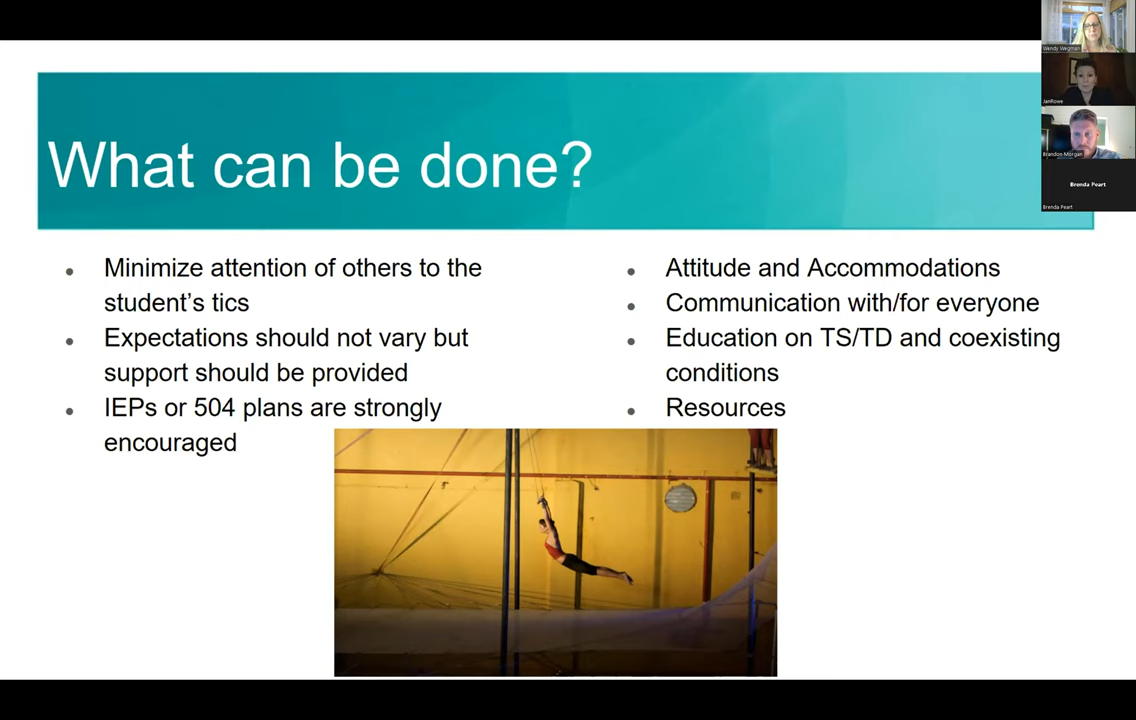 What can be done?
Minimize attention of others to the
student's tics
Expectations should not vary but
support should be provided
IEPs or 504 plans are strongly
encouraged
Attitude and Accommodations
Communication with/for everyone
Education on TS/TD and coexisting
conditions
Resources
Wendy Wegman
JanRowe
Brandon Morgan
Brenda Peart
Brenda Peart